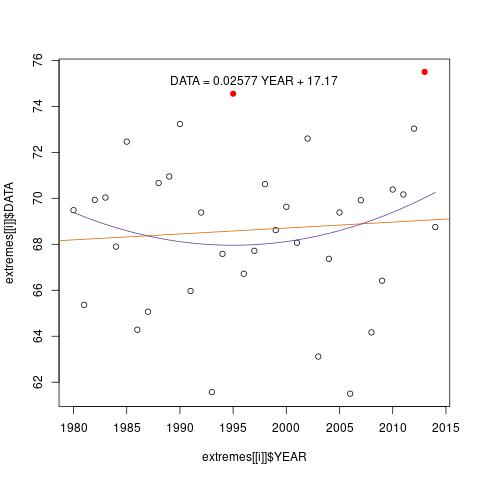 DATA = 0.02577 YEAR + 17.17
extremes[[i]]$DATA
76
74
72
70
68
66
64
62
1980 1985 1990 1995 2000 2005 2010 2015
extremes[[i]]$YEAR